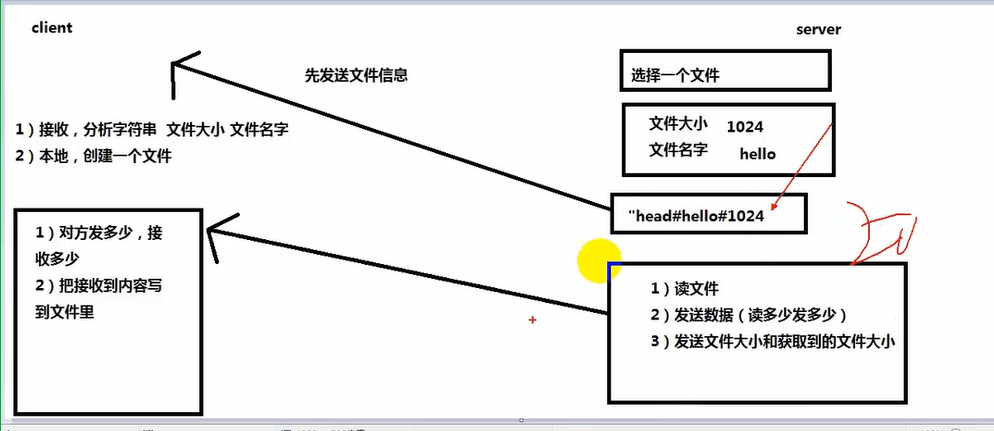 client
server
先发送文件信息
选择一个文件
1）接收，分析字符串 文件大小 文件名字
2）本地，创建一个文件
文件大小 1024
文件名字 hello
"head#hello#1024
1）对方发多少，接
收多少
2）把接收到内容写
到文件里
1）读文件
2）发送数据（读多少发多少）
3）发送文件大小和获取到的文件大小